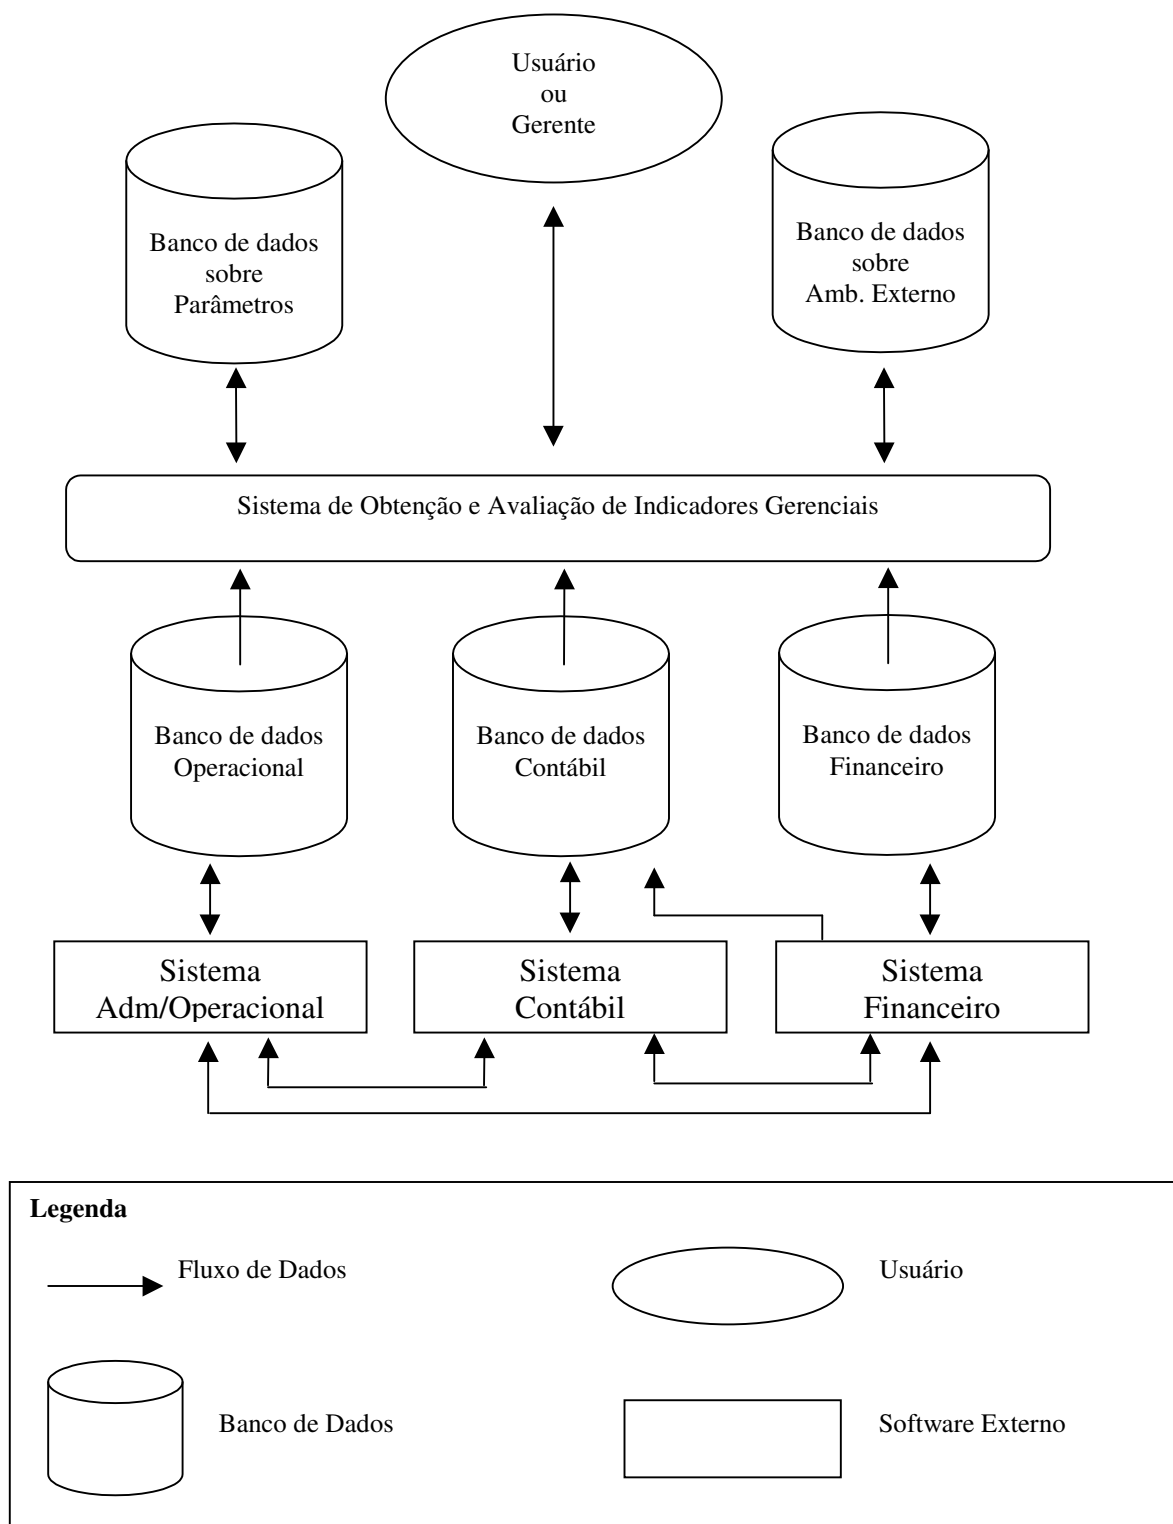 Usuário
ou
Gerente
Banco de dados
sobre
Parâmetros
Banco de dados
sobre
Amb. Externo
Sistema de Obtenção e Avaliação de Indicadores Gerenciais
Banco de dados
Operacional
Banco de dados
Contábil
Banco de dados
Financeiro
Sistema
Adm/Operacional
Sistema
Contábil
Sistema
Financeiro
Legenda
Fluxo de Dados
Usuário
Banco de Dados
Software Externo